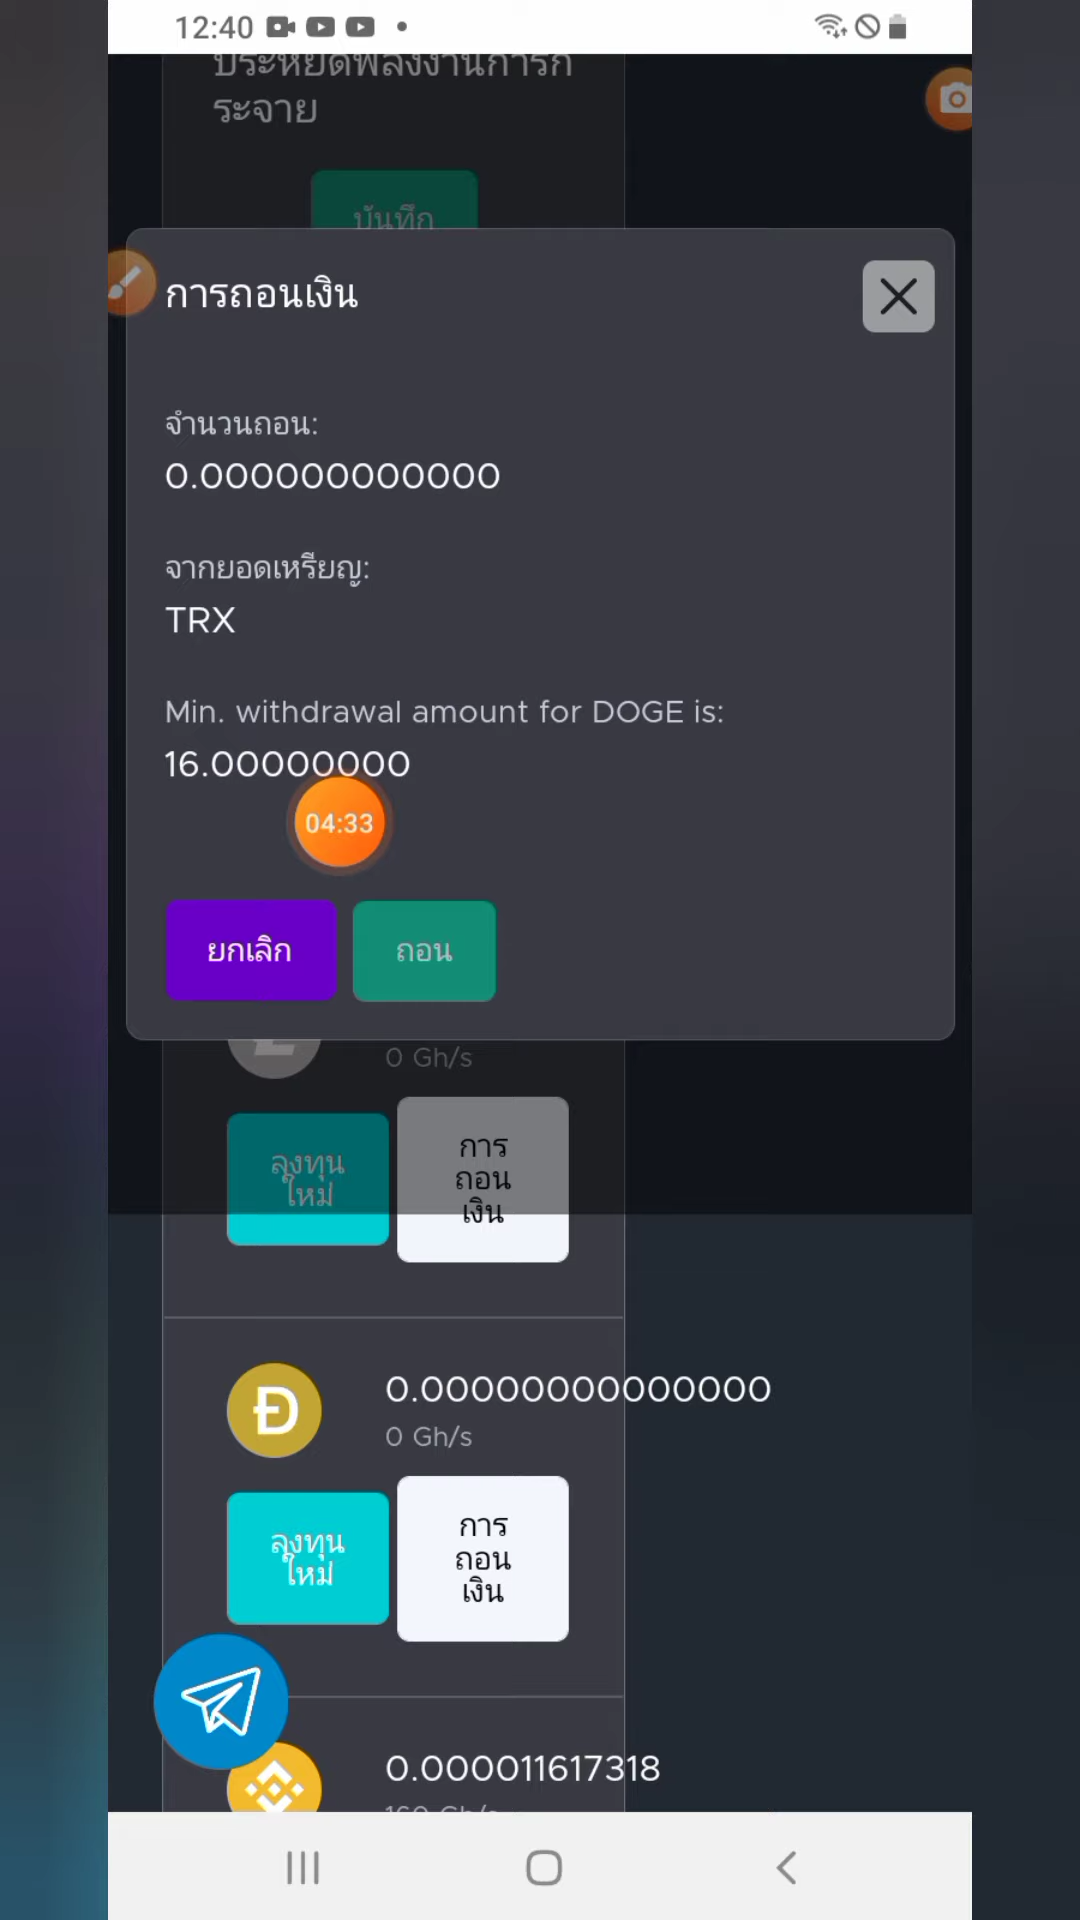 12:40
ประหยัดพลังงานการก
ระจาย
บันทึก
การถอนเงิน
จำนวนถอน:
0.000000000000
จากยอดเหรียญ:
TRX
Min. withdrawal amount for DOGE is:
16.00000000
04:33
ยกเลิก
ถอน
0 Gh/s
ลงทุน
ใหม่
การ
ถอน
เงิน
0.00000000000000
0 Gh/s
ลงทุน
ใหม่
การ
ถอน
เงิน
0.000011617318
160 Gh/s